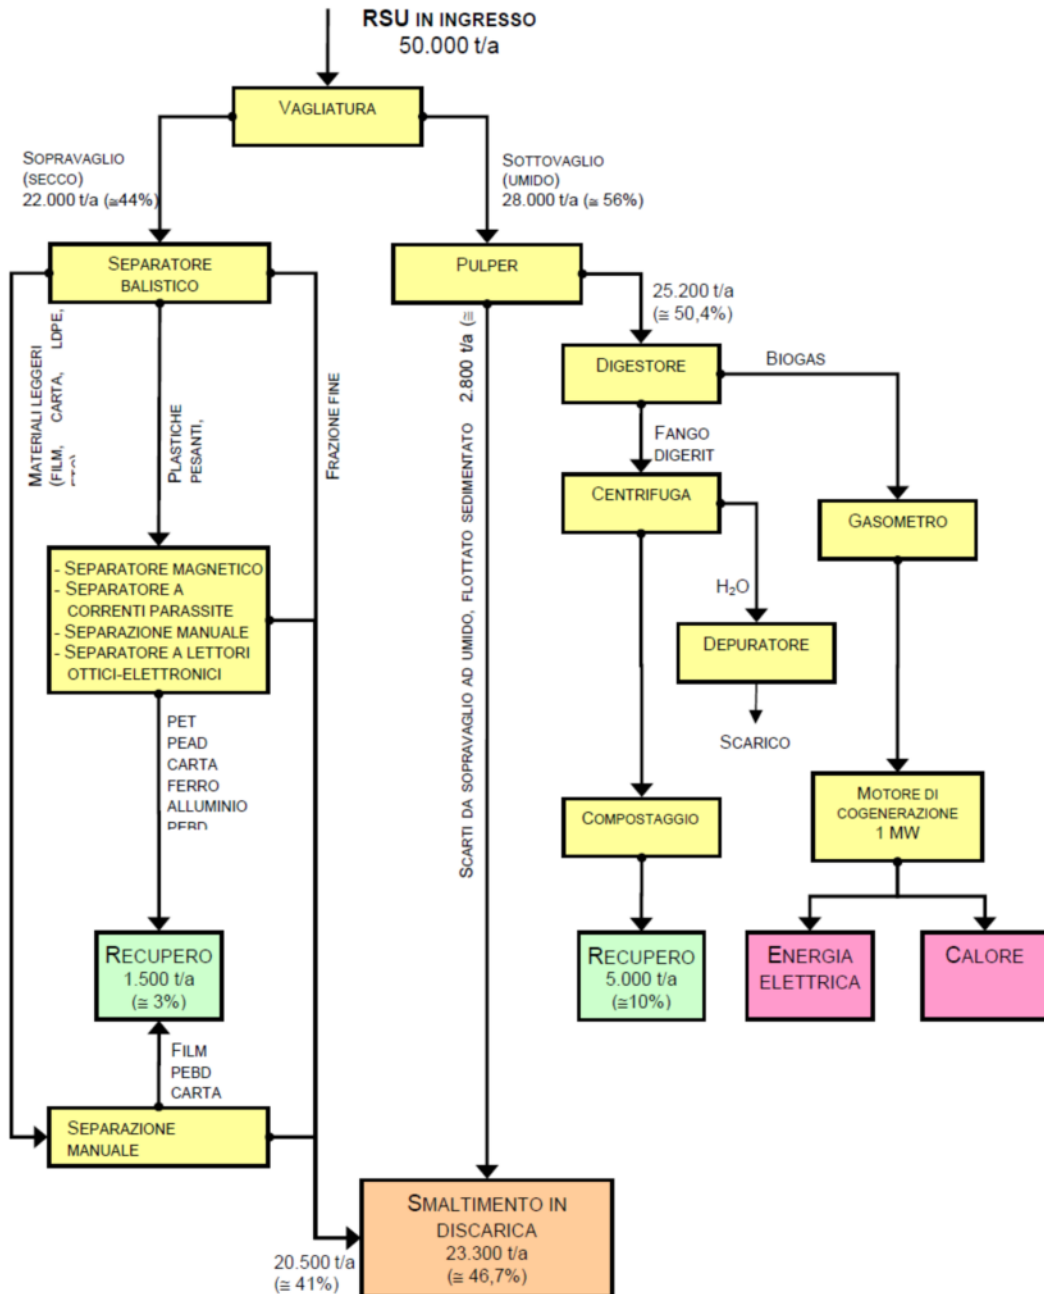 RSU IN INGRESSO
50.000 t/a
VAGLIATURA
SOPRAVAGLIO
(SECCO)
22.000 t/a (≅44%)
SOTTOVAGLIO
(UMIDO)
28.000 t/a (≅ 56%)
SEPARATORE
BALISTICO
PULPER
25.200 t/a
(≅ 50,4%)
MATERIALI LEGGERI
(FILM, CARTA, LDPE,
PLASTICHE
PESANTI,
FRAZIONE FINE
SCARTI DA SOPRAVAGLIO AD UMIDO, FLOTTATO SEDIMENTATO 2.800 t/a (≅
DIGESTORE
BIOGAS
FANGO
DIGERIT
CENTRIFUGA
GASOMETRO
- SEPARATORE MAGNETICO
- SEPARATORE A
CORRENTI PARASSITE
- SEPARAZIONE MANUALE
- SEPARATORE A LETTORI
OTTICI-ELETTRONICI
H₂O
DEPURATORE
SCARICO
PET
PEAD
CARTA
FERRO
ALLUMINIO
PEBD
COMPOSTAGGIO
MOTORE DI
COGENERAZIONE
1 MW
RECUPERO
1.500 t/a
(≅ 3%)
RECUPERO
5.000 t/a
(≅10%)
ENERGIA
ELETTRICA
CALORE
FILM
PEBD
CARTA
SEPARAZIONE
MANUALE
SMALTIMENTO IN
DISCARICA
23.300 t/a
(≅ 46,7%)
20.500 t/a
(≅ 41%)